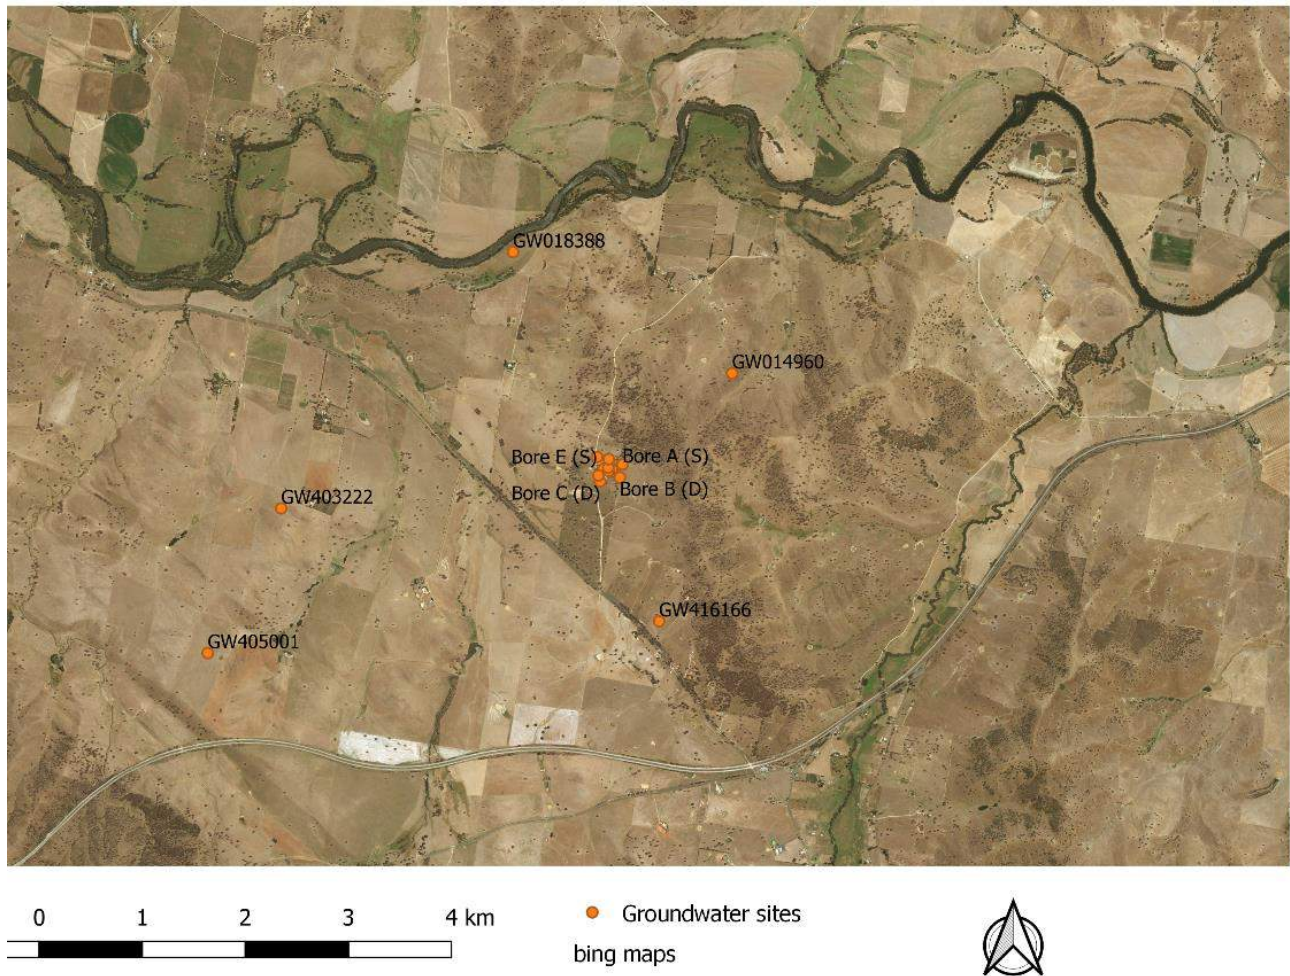 GW018388
GW014960
Bore E (S) Bore A (S)
Bore C (D) Bore B (D)
GW403222
GW416166
GW405001
0 1 2 3 4 km
Groundwater sites
bing maps